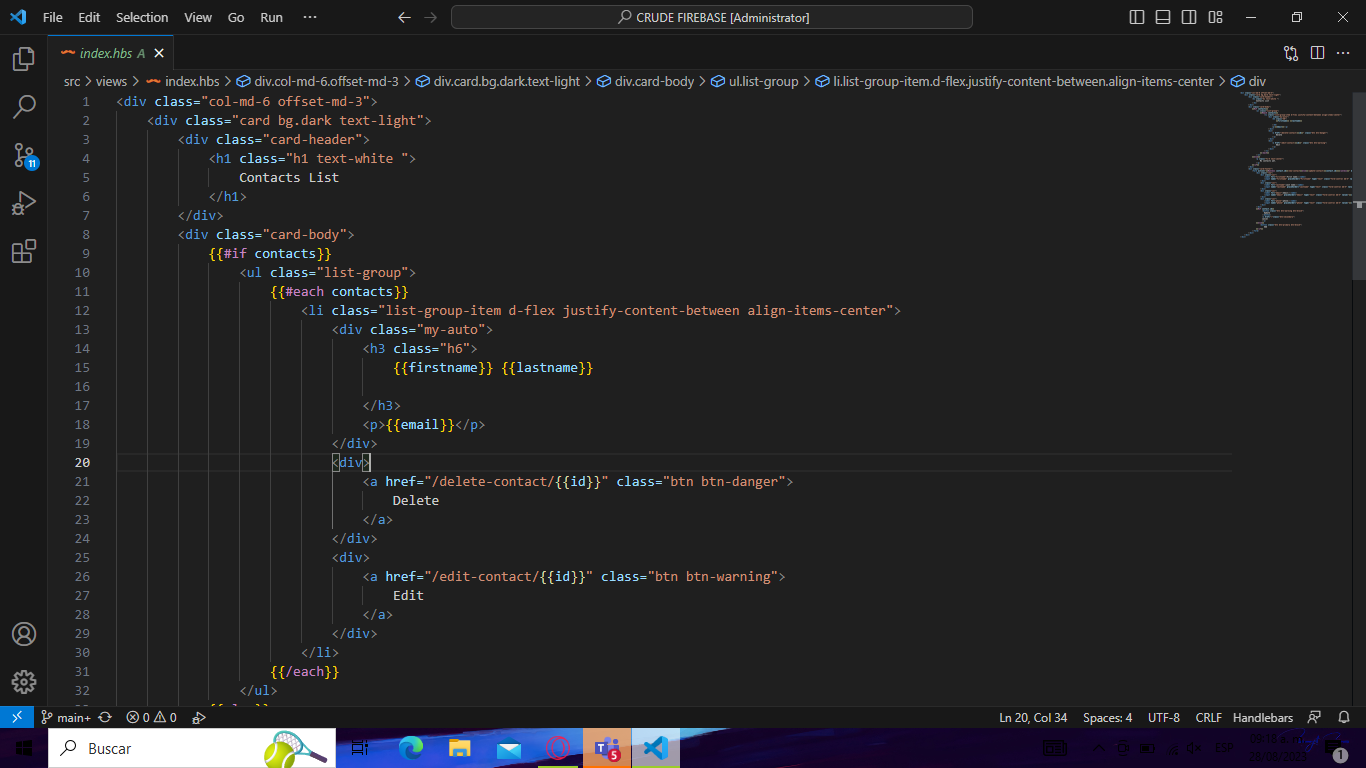 File Edit Selection View Go Run ··· CRUDE FIREBASE [Administrator]
index.hbs A
src > views > index.hbs > div.col-md-6.offset-md-3 > div.card.bg.dark.text-light > div.card-body > ul.list-group > li.list-group-item.d-flex.justify-content-between.align-items-center > div
1 <div class="col-md-6 offset-md-3">
2 <div class="card bg.dark text-light">
3 <div class="card-header">
4 <h1 class="h1 text-white ">
5 Contacts List
6 </h1>
7 </div>
8 <div class="card-body">
9 {{#if contacts}}
10 <ul class="list-group">
11 {{#each contacts}}
12 <li class="list-group-item d-flex justify-content-between align-items-center">
13 <div class="my-auto">
14 <h3 class="h6">
15 {{firstname}} {{lastname}}
16
17 </h3>
18 <p>{{email}}</p>
19 </div>
20 <div>
21 <a href="/delete-contact/{{id}}" class="btn btn-danger">
22 Delete
23 </a>
24 </div>
25 <div>
26 <a href="/edit-contact/{{id}}" class="btn btn-warning">
27 Edit
28 </a>
29 </div>
30 </li>
31 {{/each}}
32 </ul>
11
main+ 0 0 Ln 20, Col 34 Spaces: 4 UTF-8 CRLF Handlebars
Buscar 5 ESP 1